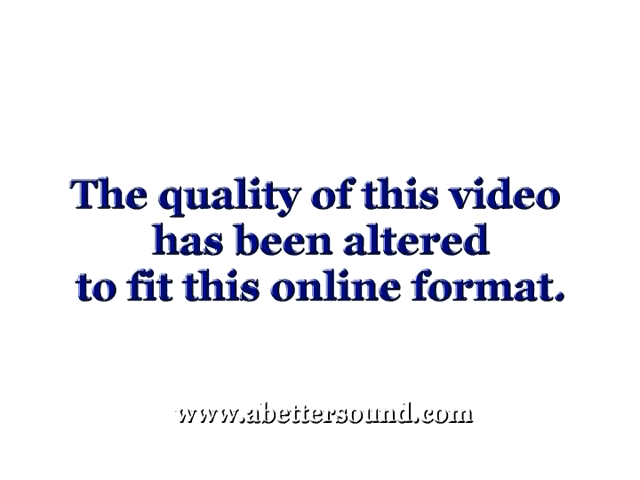 The quality of this video
has been altered
to fit this online format.
www.abettersound.com